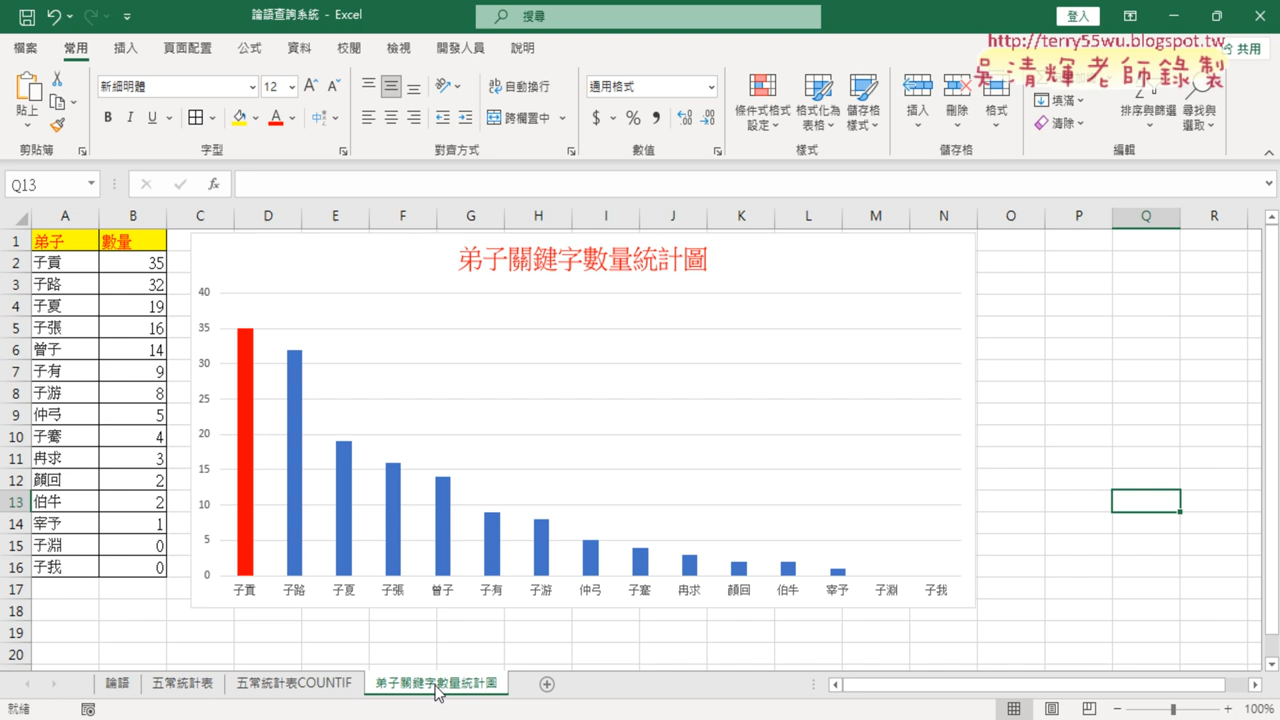 論語查詢系統 - Excel
搜尋
登入
http://terry55wu.blogspot.tw
吳清輝老師錄製
檔案 常用 插入 頁面配置 公式 資料 校閱 檢視 開發人員 說明 共用
新細明體 12 自動換行 通用格式
貼上 跨欄置中 條件式格式設定 格式化為表格 儲存格樣式 插入 刪除 格式 填滿 清除 排序與篩選 尋找與選取
剪貼簿 字型 對齊方式 數值 樣式 儲存格 編輯
Q13 fx
A B C D E F G H I J K L M N O P Q R
1 弟子 數量
2 子貢 35
3 子路 32
4 子夏 19
5 子張 16
6 曾子 14
7 子有 9
8 子游 8
9 仲弓 5
10 子騫 4
11 冉求 3
12 顏回 2
13 伯牛 2
14 宰予 1
15 子淵 0
16 子我 0
17
18
19
20
弟子關鍵字數量統計圖
40
35
30
25
20
15
10
5
0
子貢 子路 子夏 子張 曾子 子有 子游 仲弓 子騫 冉求 顏回 伯牛 宰予 子淵 子我
論語 五常統計表 五常統計表COUNTIF 弟子關鍵字數量統計圖
就緒 100%